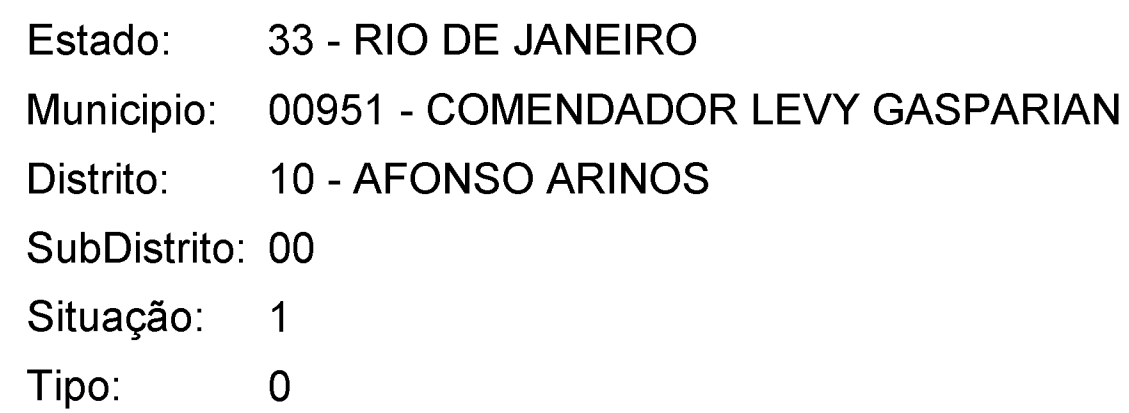 Estado: 33 - RIO DE JANEIRO
Municipio: 00951 - COMENDADOR LEVY GASPARIAN
Distrito: 10 - AFONSO ARINOS
SubDistrito: 00
Situação: 1
Tipo: 0